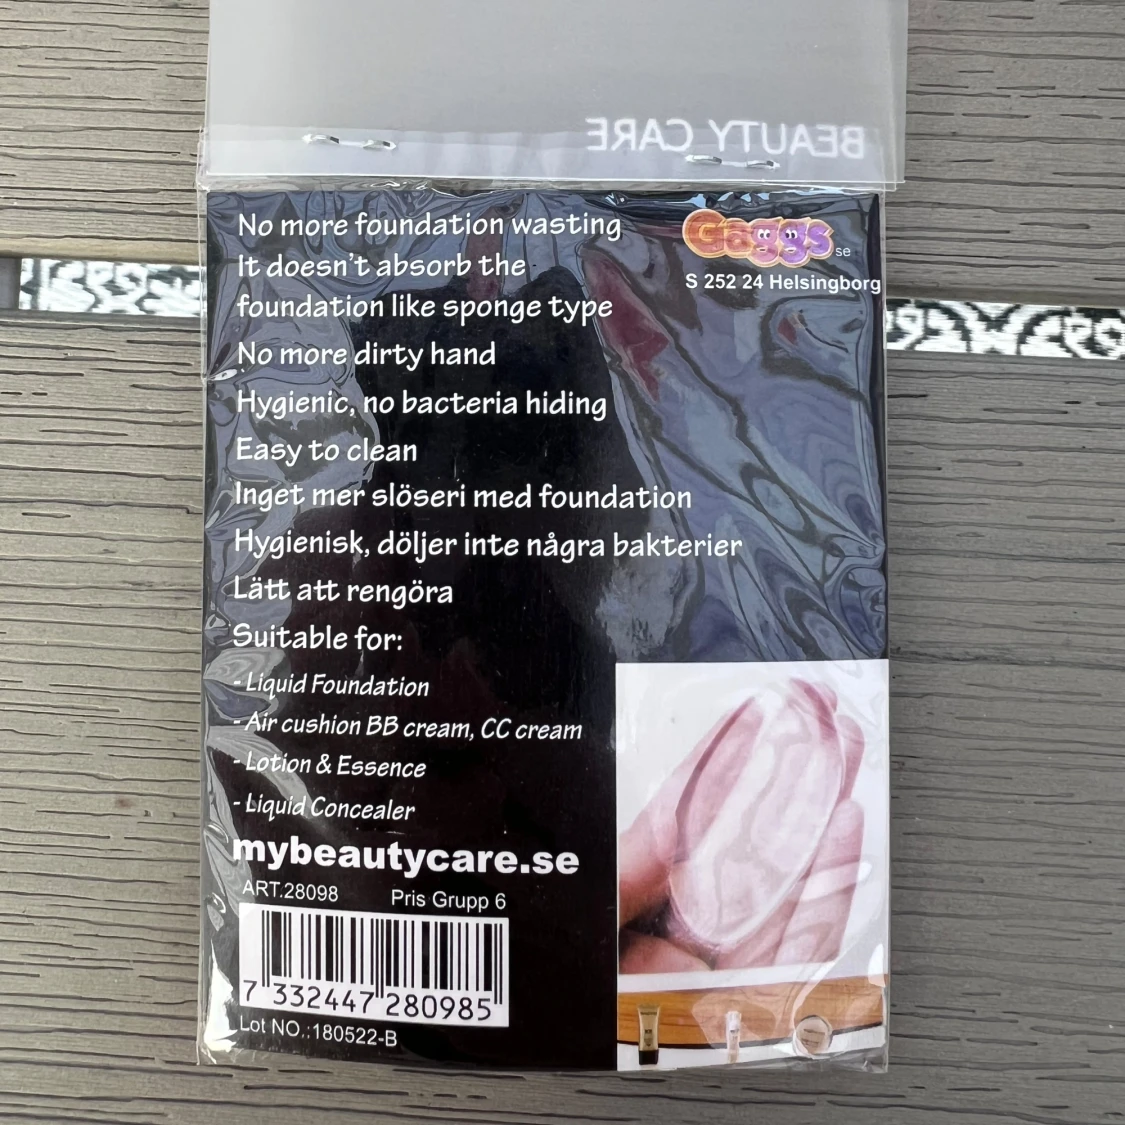 BEAUTY CARE
Gaggs
se
S 252 24 Helsingborg
No more foundation wasting
It doesn't absorb the
foundation like sponge type
No more dirty hand
Hygienic, no bacteria hiding
Easy to clean
Inget mer slöseri med foundation
Hygienisk, döljer inte några bakterier
Lätt att rengöra
Suitable for:
- Liquid Foundation
- Air cushion BB cream, CC cream
- Lotion & Essence
- Liquid Concealer
mybeautycare.se
ART.28098 Pris Grupp 6
7 332447 280985
Lot NO.:180522-B